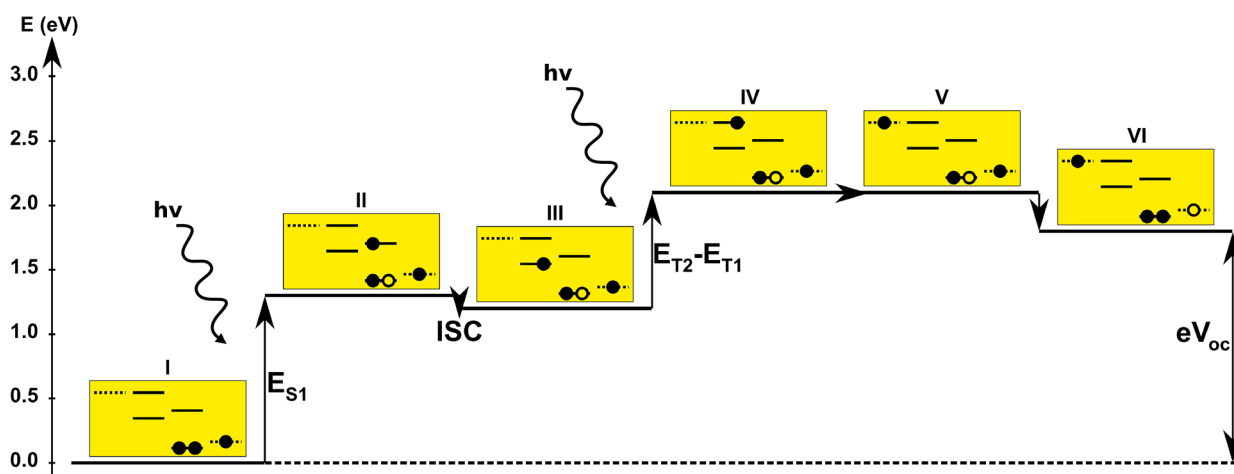 E (eV)
3.0
2.5
2.0
1.5
1.0
0.5
0.0
I
hν
E_S1
II
ISC
III
hν
E_T2-E_T1
IV
V
VI
eV_oc